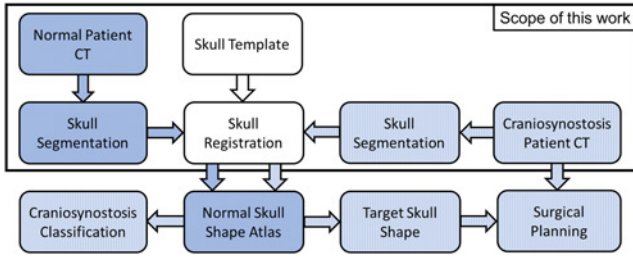 Scope of this work
Normal Patient
CT
Skull Template
Skull
Segmentation
Skull
Registration
Skull
Segmentation
Craniosynostosis
Patient CT
Craniosynostosis
Classification
Normal Skull
Shape Atlas
Target Skull
Shape
Surgical
Planning